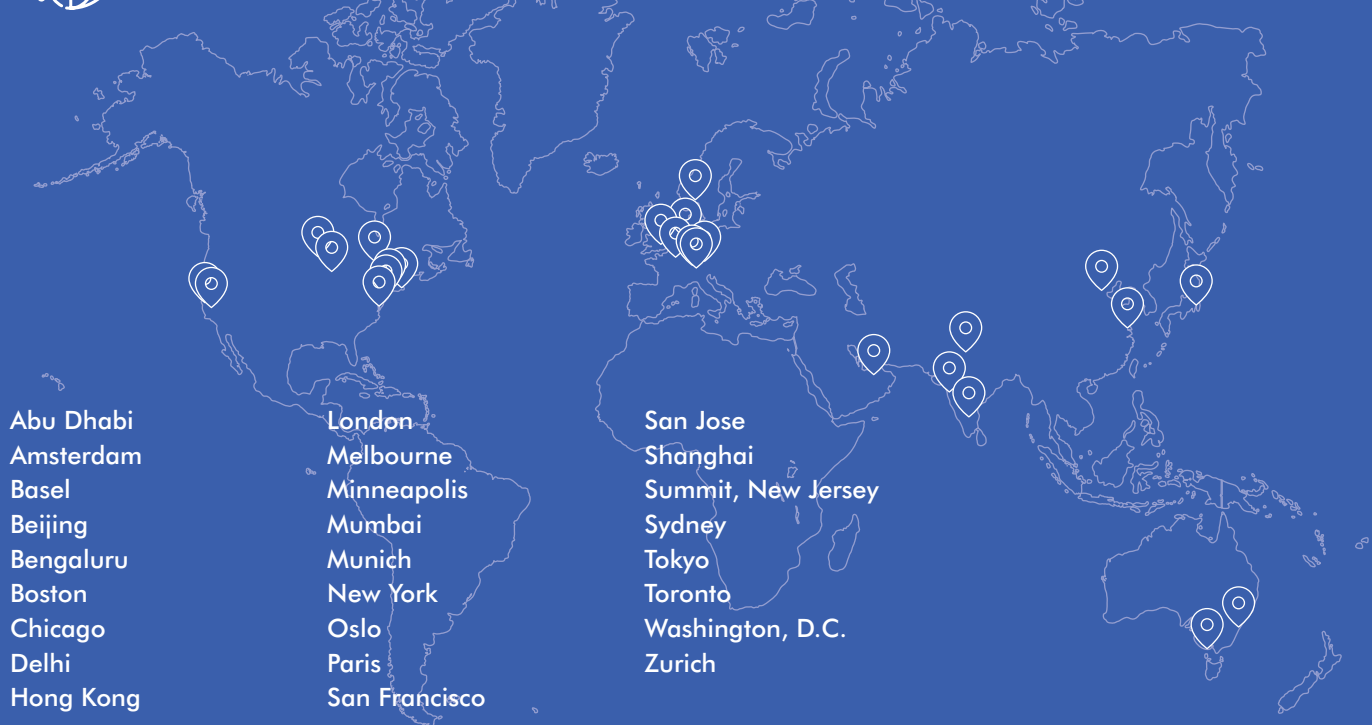 Abu Dhabi
Amsterdam
Basel
Beijing
Bengaluru
Boston
Chicago
Delhi
Hong Kong
London
Melbourne
Minneapolis
Mumbai
Munich
New York
Oslo
Paris
San Francisco
San Jose
Shanghai
Summit, New Jersey
Sydney
Tokyo
Toronto
Washington, D.C.
Zurich